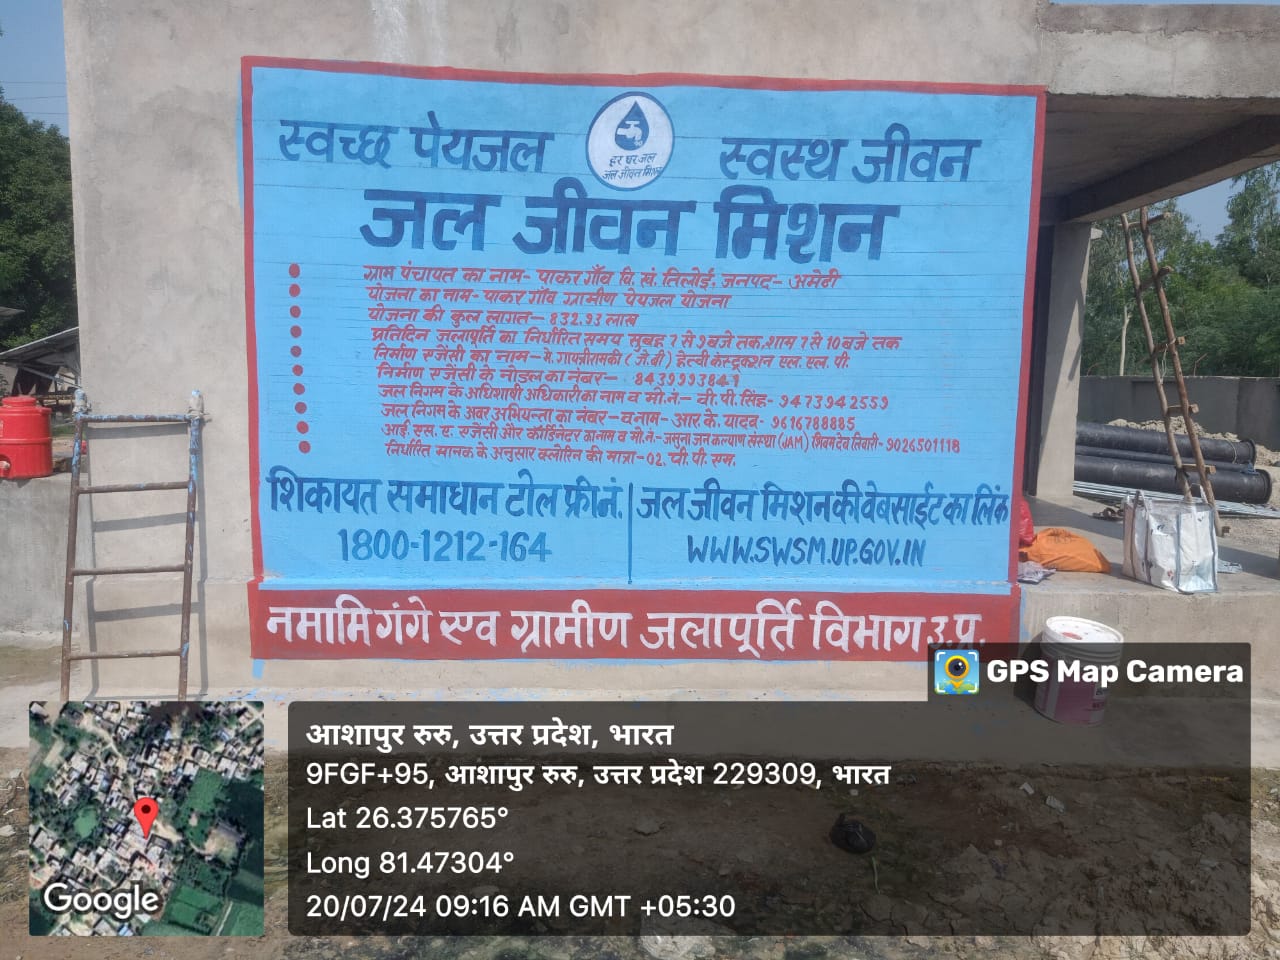 स्वच्छ पेयजल
हर घर जल
जल जीवन मिशन
स्वस्थ जीवन
जल जीवन मिशन
ग्राम पंचायत का नाम- पाकर गाँव वि. खं. तिलोई. जनपद- अमेठी
योजना का नाम- पाकर गाँव ग्रामीण पेयजल योजना
योजना की कुल लागत- 832.93 लाख
प्रतिदिन जलापूर्ति का निर्धारित समय सुबह 7 से 9 बजे तक, शाम 7 से 10 बजे तक
निर्माण एजेंसी का नाम- मे. गायत्रीरामकी (जे.बी) हेल्वी केन्द्रक्शन एल. एल. पी.
निर्माण एजेंसी के नोडल का नंबर- 8439993841
जल निगम के अधिशाषी अधिकारी का नाम व मो.नं.- वी.पी. सिंह- 9473942559
जल निगम के अवर अभियन्ता का नंबर- व नाम- आर. के. यादव- 9616788885
आई. एस. ए. एजेंसी और कॉर्डिनेटर का नाम व मो.नं.- जमुना जन कल्याण संस्था (JAM) शिवम देव तिवारी- 9026501118
निर्धारित मानक के अनुसार क्लोरिन की मात्रा-02. पी. पी. एम.
शिकायत समाधान टोल फ्री नं.
1800-1212-164
जल जीवन मिशन की वेबसाईट का लिंक
WWW.SWSM.UP.GOV.IN
नमामि गंगे एव ग्रामीण जलापूर्ति विभाग उ.प्र.
GPS Map Camera
आशापुर रुरु, उत्तर प्रदेश, भारत
9FGF+95, आशापुर रुरु, उत्तर प्रदेश 229309, भारत
Lat 26.375765°
Long 81.47304°
20/07/24 09:16 AM GMT +05:30
Google